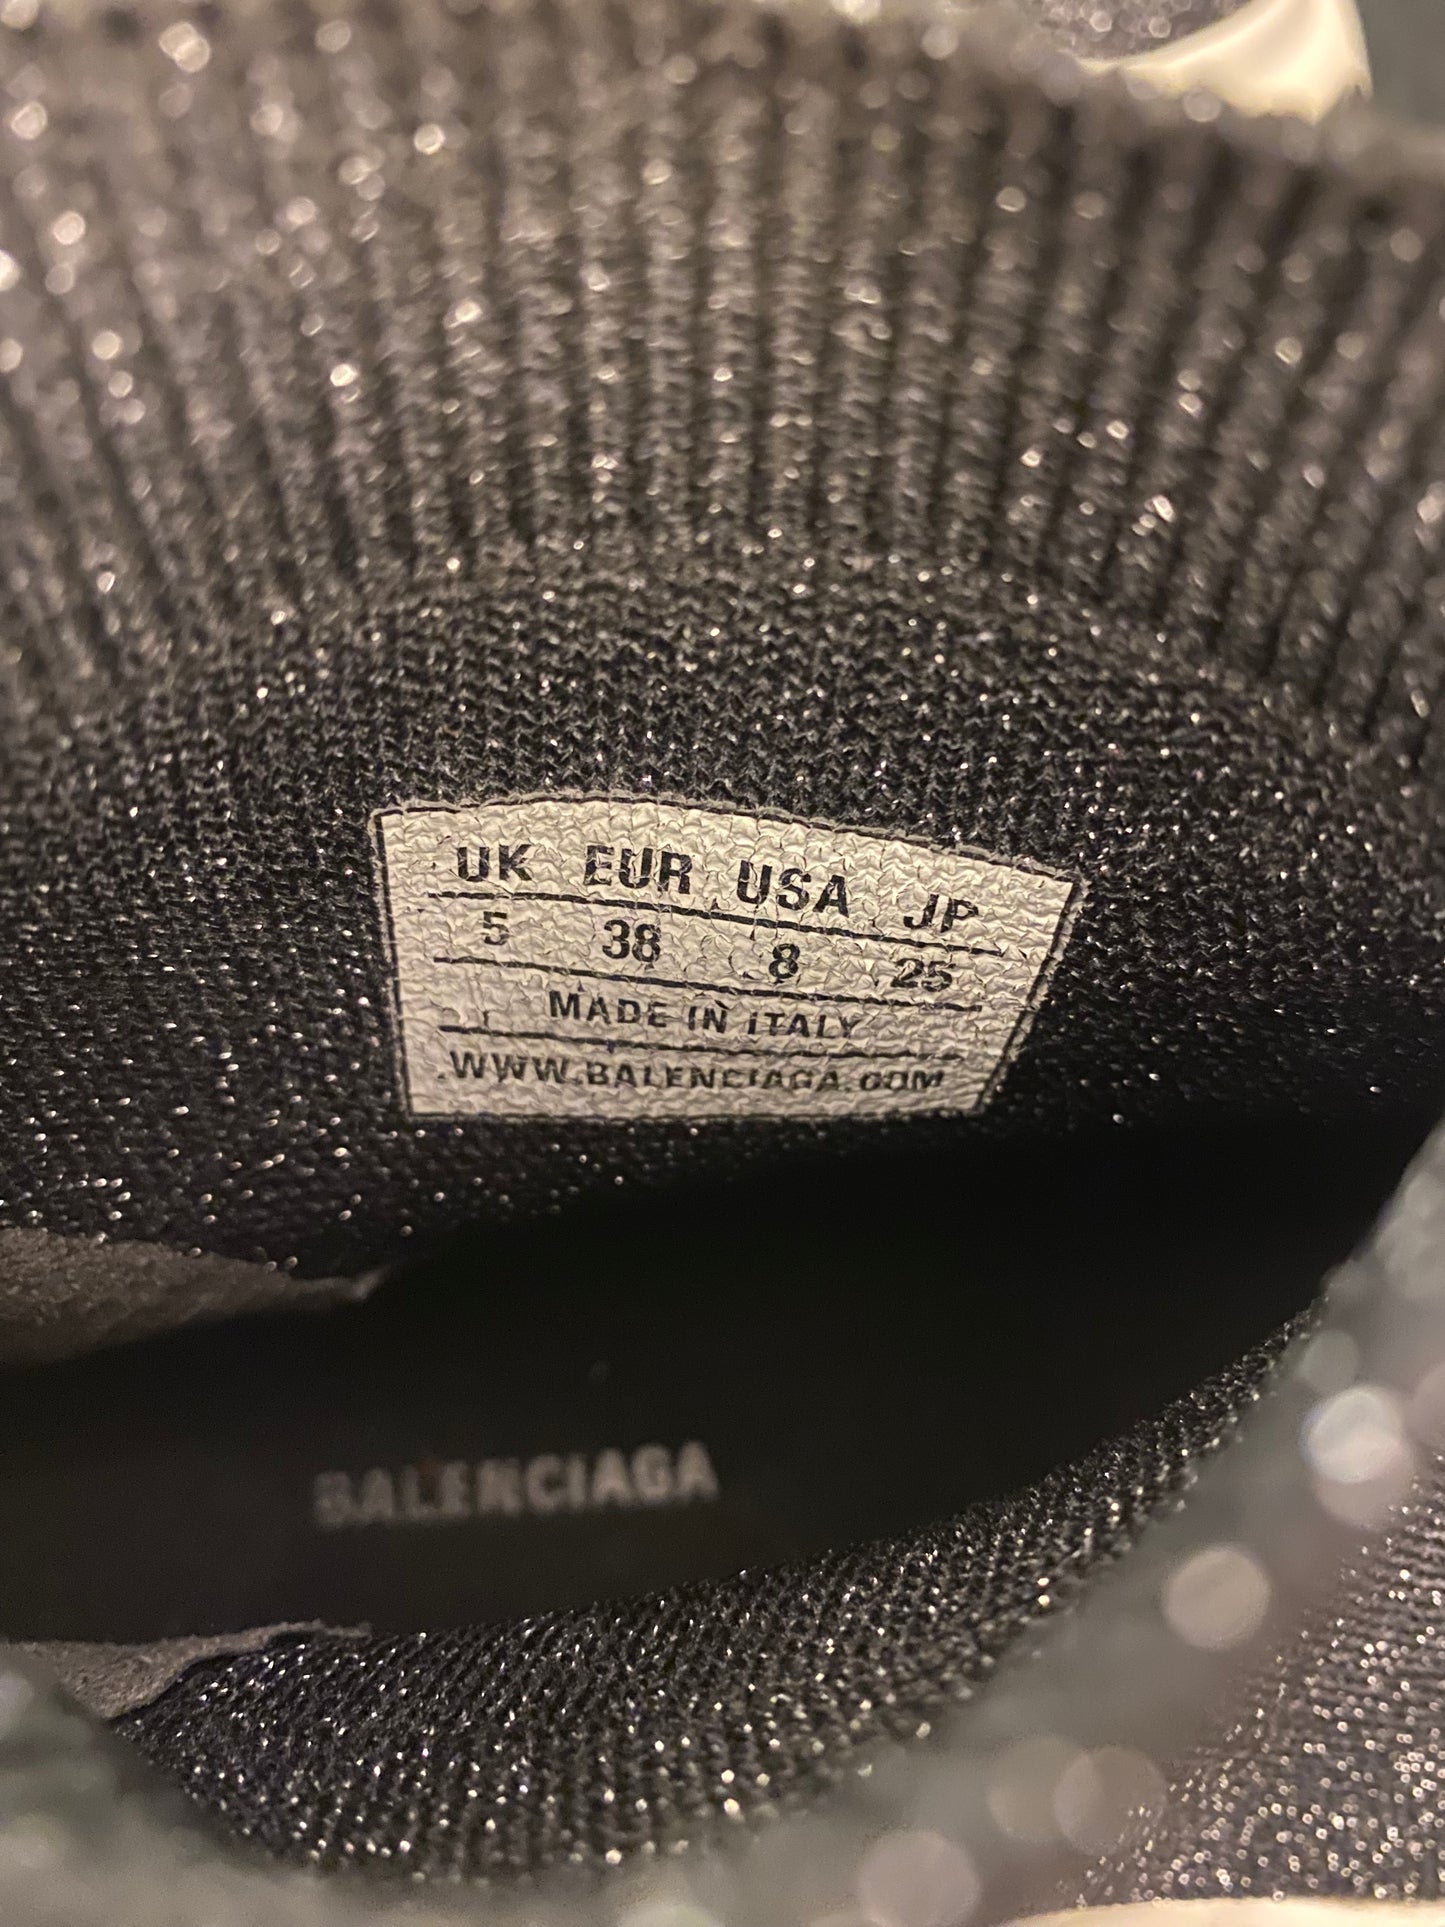 UK EUR USA JP
5 38 8 25
MADE IN ITALY
WWW.BALENCIAGA.COM
BALENCIAGA